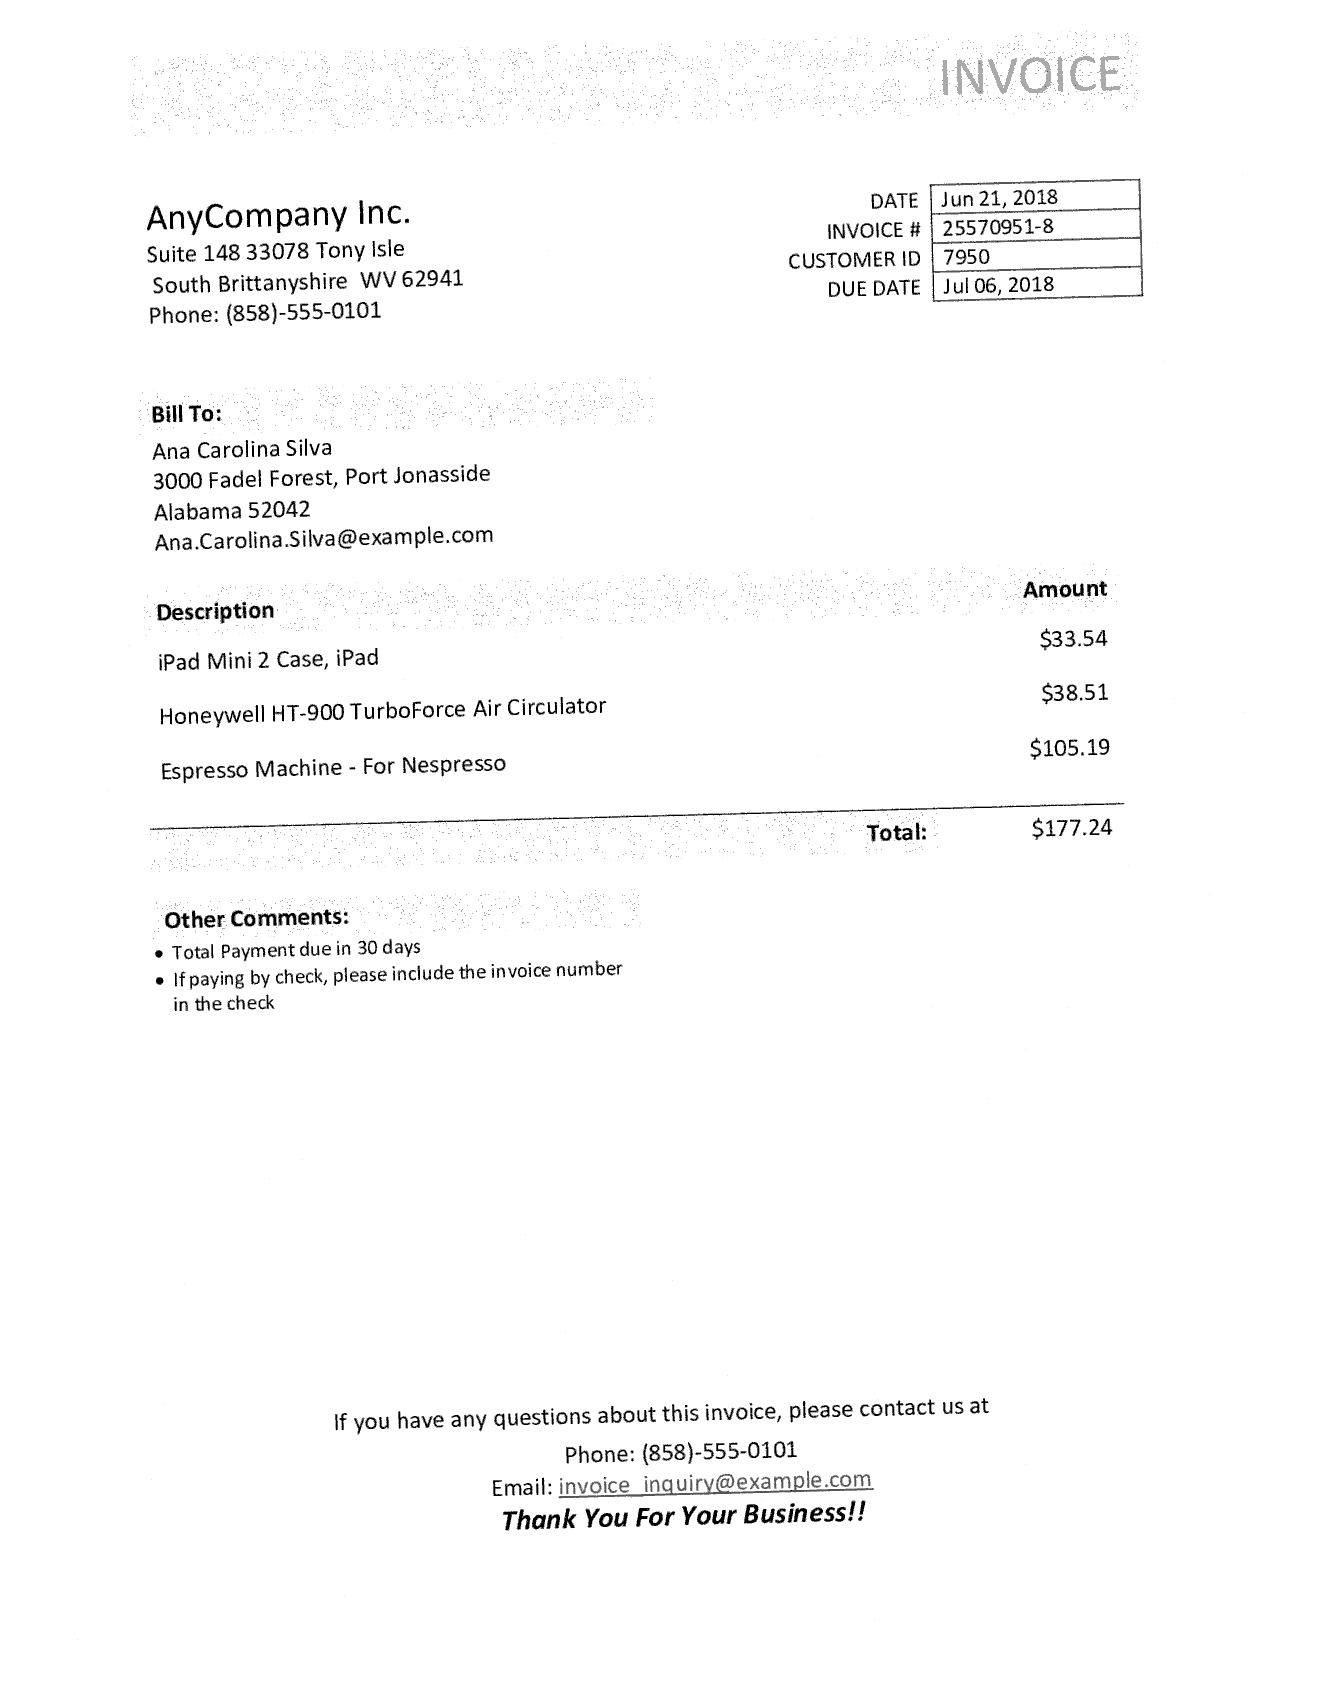 INVOICE
AnyCompany Inc.
Suite 148 33078 Tony Isle
South Brittanyshire WV 62941
Phone: (858)-555-0101
DATE Jun 21, 2018
INVOICE # 25570951-8
CUSTOMER ID 7950
DUE DATE Jul 06, 2018
Bill To:
Ana Carolina Silva
3000 Fadel Forest, Port Jonasside
Alabama 52042
Ana.Carolina.Silva@example.com
Description Amount
iPad Mini 2 Case, iPad $33.54
Honeywell HT-900 TurboForce Air Circulator $38.51
Espresso Machine - For Nespresso $105.19
Total: $177.24
Other Comments:
• Total Payment due in 30 days
• If paying by check, please include the invoice number
in the check
If you have any questions about this invoice, please contact us at
Phone: (858)-555-0101
Email: invoice_inquiry@example.com
Thank You For Your Business!!